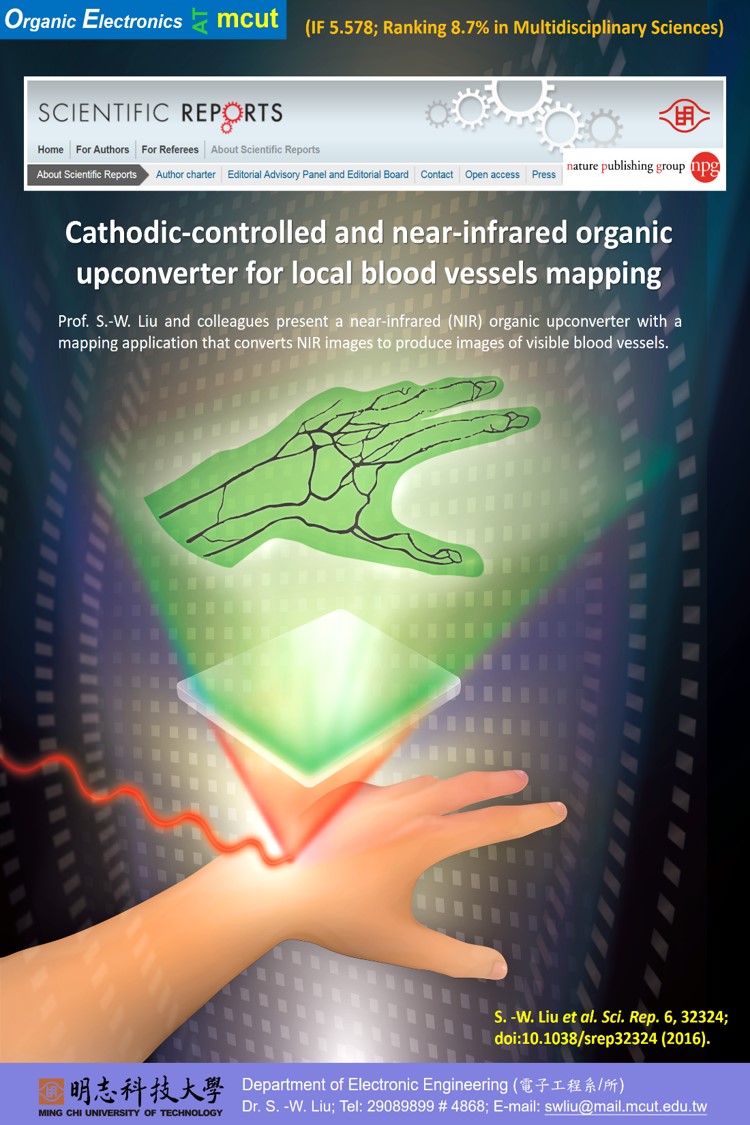 Organic Electronics AT mcut
(IF 5.578; Ranking 8.7% in Multidisciplinary Sciences)
SCIENTIFIC REPORTS
Home For Authors For Referees About Scientific Reports
About Scientific Reports Author charter Editorial Advisory Panel and Editorial Board Contact Open access Press
nature publishing group npg
Cathodic-controlled and near-infrared organic
upconverter for local blood vessels mapping
Prof. S.-W. Liu and colleagues present a near-infrared (NIR) organic upconverter with a
mapping application that converts NIR images to produce images of visible blood vessels.
S. -W. Liu et al. Sci. Rep. 6, 32324;
doi:10.1038/srep32324 (2016).
明志科技大學
MING CHI UNIVERSITY OF TECHNOLOGY
Department of Electronic Engineering (電子工程系/所)
Dr. S. -W. Liu; Tel: 29089899 # 4868; E-mail: swliu@mail.mcut.edu.tw